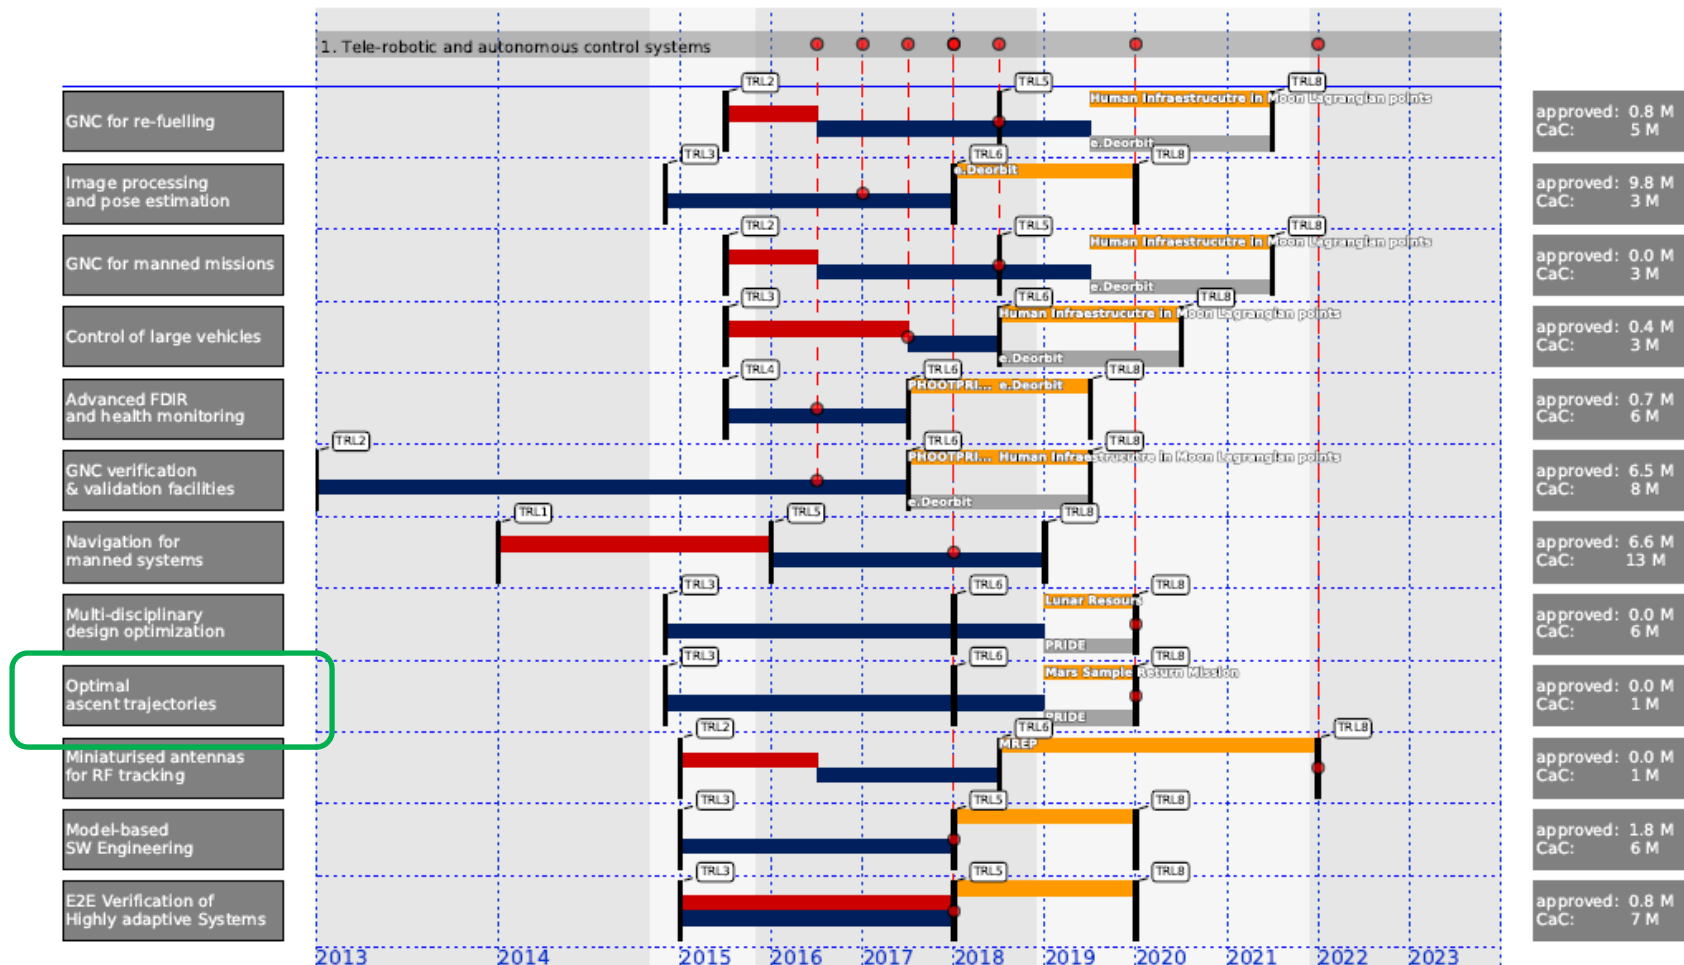 1. Tele-robotic and autonomous control systems
TRL2
TRL5
TRL8
GNC for re-fuelling
Human Infraestrucutre in Moon Lagrangian points
e.Deorbit
approved: 0.8 M
CaC: 5 M
TRL3
TRL6
TRL8
Image processing
and pose estimation
e.Deorbit
approved: 9.8 M
CaC: 3 M
TRL2
TRL5
TRL8
GNC for manned missions
Human Infraestrucutre in Moon Lagrangian points
e.Deorbit
approved: 0.0 M
CaC: 3 M
TRL3
TRL6
TRL8
Control of large vehicles
Human Infraestrucutre in Moon Lagrangian points
e.Deorbit
approved: 0.4 M
CaC: 3 M
TRL4
TRL6
TRL8
Advanced FDIR
and health monitoring
PHOOTPRI... e.Deorbit
approved: 0.7 M
CaC: 6 M
TRL2
TRL6
TRL8
GNC verification
& validation facilities
PHOOTPRI... Human Infraestrucutre in Moon Lagrangian points
e.Deorbit
approved: 6.5 M
CaC: 8 M
TRL1
TRL5
TRL8
Navigation for
manned systems
approved: 6.6 M
CaC: 13 M
TRL3
TRL6
TRL8
Multi-disciplinary
design optimization
Lunar Resour
PRIDE
approved: 0.0 M
CaC: 6 M
TRL3
TRL6
TRL8
Optimal
ascent trajectories
Mars Sample Return Mission
PRIDE
approved: 0.0 M
CaC: 1 M
TRL2
TRL6
TRL8
Miniaturised antennas
for RF tracking
MREP
approved: 0.0 M
CaC: 1 M
TRL3
TRL5
TRL8
Model-based
SW Engineering
approved: 1.8 M
CaC: 6 M
TRL3
TRL5
TRL8
E2E Verification of
Highly adaptive Systems
approved: 0.8 M
CaC: 7 M
2013 2014 2015 2016 2017 2018 2019 2020 2021 2022 2023